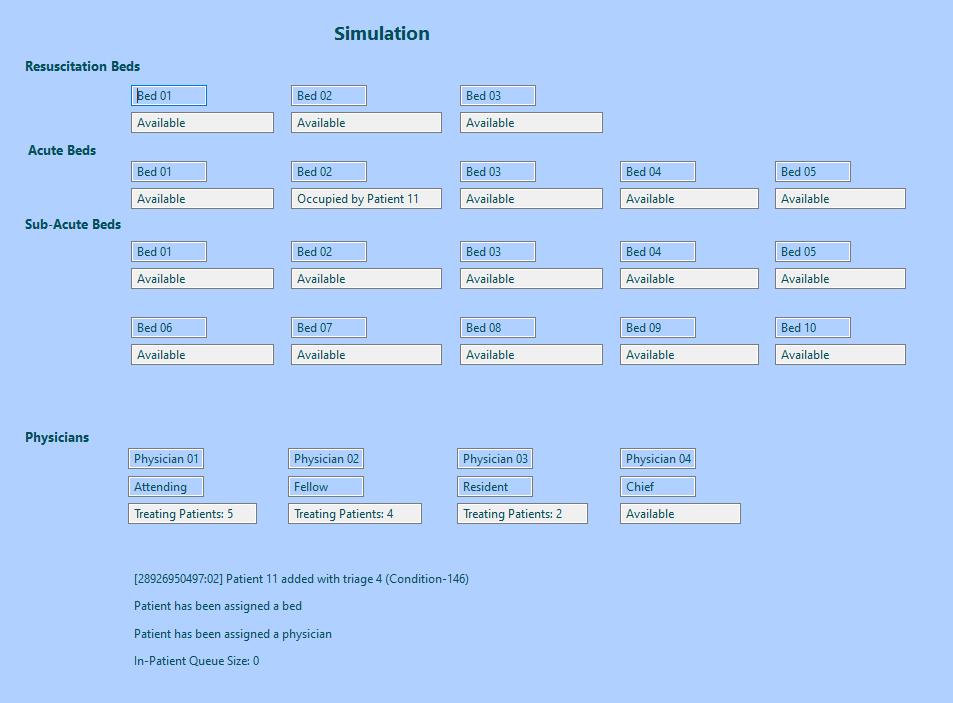 Simulation
Resuscitation Beds
Bed 01 Bed 02 Bed 03
Available Available Available
Acute Beds
Bed 01 Bed 02 Bed 03 Bed 04 Bed 05
Available Occupied by Patient 11 Available Available Available
Sub-Acute Beds
Bed 01 Bed 02 Bed 03 Bed 04 Bed 05
Available Available Available Available Available
Bed 06 Bed 07 Bed 08 Bed 09 Bed 10
Available Available Available Available Available
Physicians
Physician 01 Physician 02 Physician 03 Physician 04
Attending Fellow Resident Chief
Treating Patients: 5 Treating Patients: 4 Treating Patients: 2 Available
[28926950497:02] Patient 11 added with triage 4 (Condition-146)
Patient has been assigned a bed
Patient has been assigned a physician
In-Patient Queue Size: 0